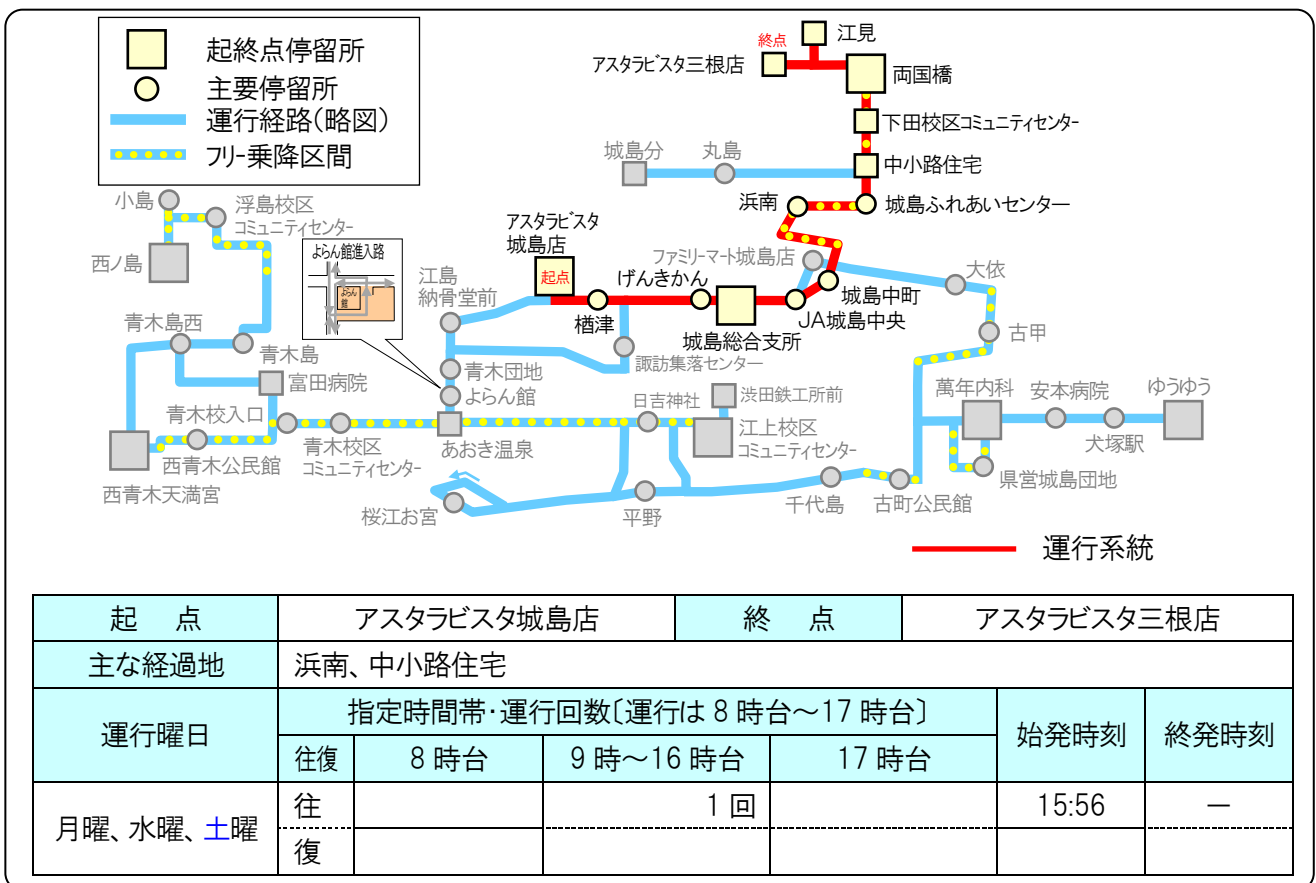 起終点停留所
主要停留所
運行経路(略図)
フリー乗降区間
江見
終点
アスタラビスタ三根店
両国橋
下田校区コミュニティセンター
城島分
丸島
中小路住宅
浜南
城島ふれあいセンター
小島
浮島校区
コミュニティセンター
西ノ島
よらん館進入路
よらん
館
アスタラビスタ
城島店
起点
ファミリーマート城島店
げんきかん
大依
江島
納骨堂前
楢津
城島総合支所
城島中町
JA城島中央
古甲
青木島西
青木島
諏訪集落センター
富田病院
青木団地
よらん館
日吉神社
渋田鉄工所前
萬年内科
安本病院
ゆうゆう
青木校入口
江上校区
コミュニティセンター
西青木公民館
青木校区
コミュニティセンター
あおき温泉
犬塚駅
西青木天満宮
県営城島団地
桜江お宮
平野
千代島
古町公民館
運行系統
起 点 アスタラビスタ城島店 終 点 アスタラビスタ三根店
主な経過地 浜南、中小路住宅
運行曜日 指定時間帯・運行回数〔運行は 8 時台～17 時台〕 始発時刻 終発時刻
往復 8 時台 9 時～16 時台 17 時台
月曜、水曜、土曜 往 1 回 15:56 －
復